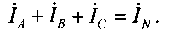 İ_A + İ_B + İ_C = İ_N.